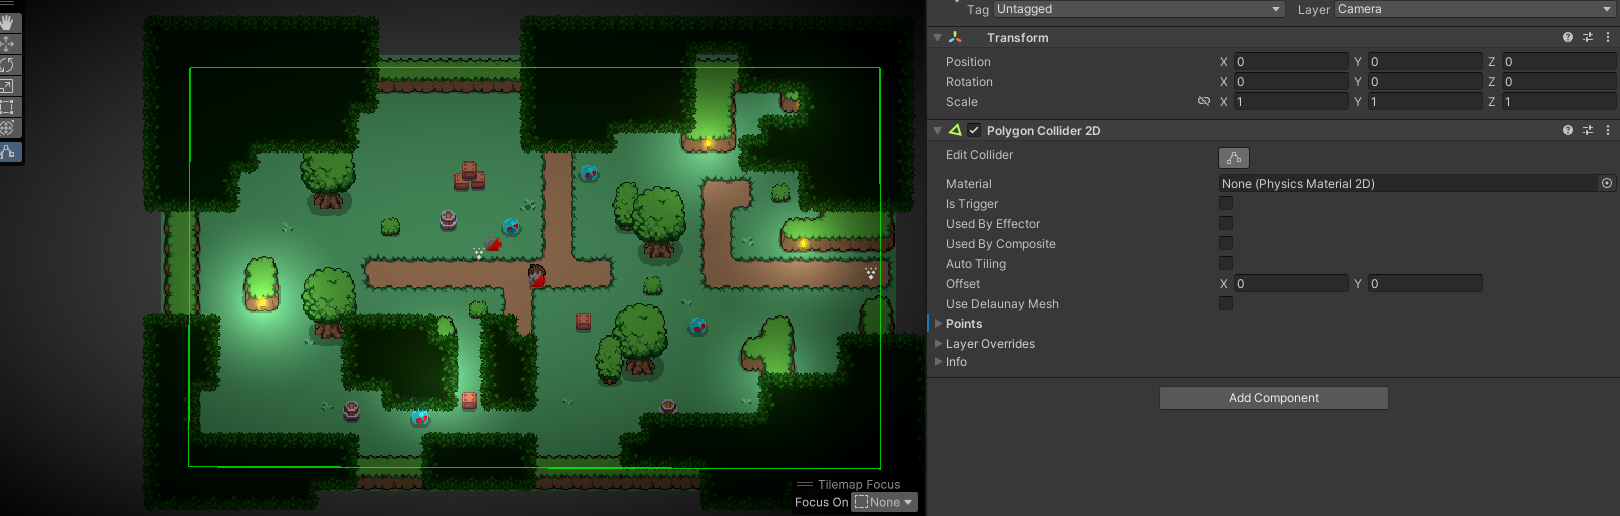 Tag Untagged Layer Camera
Transform
Position X 0 Y 0 Z 0
Rotation X 0 Y 0 Z 0
Scale X 1 Y 1 Z 1
Polygon Collider 2D
Edit Collider
Material None (Physics Material 2D)
Is Trigger
Used By Effector
Used By Composite
Auto Tiling
Offset X 0 Y 0
Use Delaunay Mesh
Points
Layer Overrides
Info
Add Component
Tilemap Focus
Focus On None